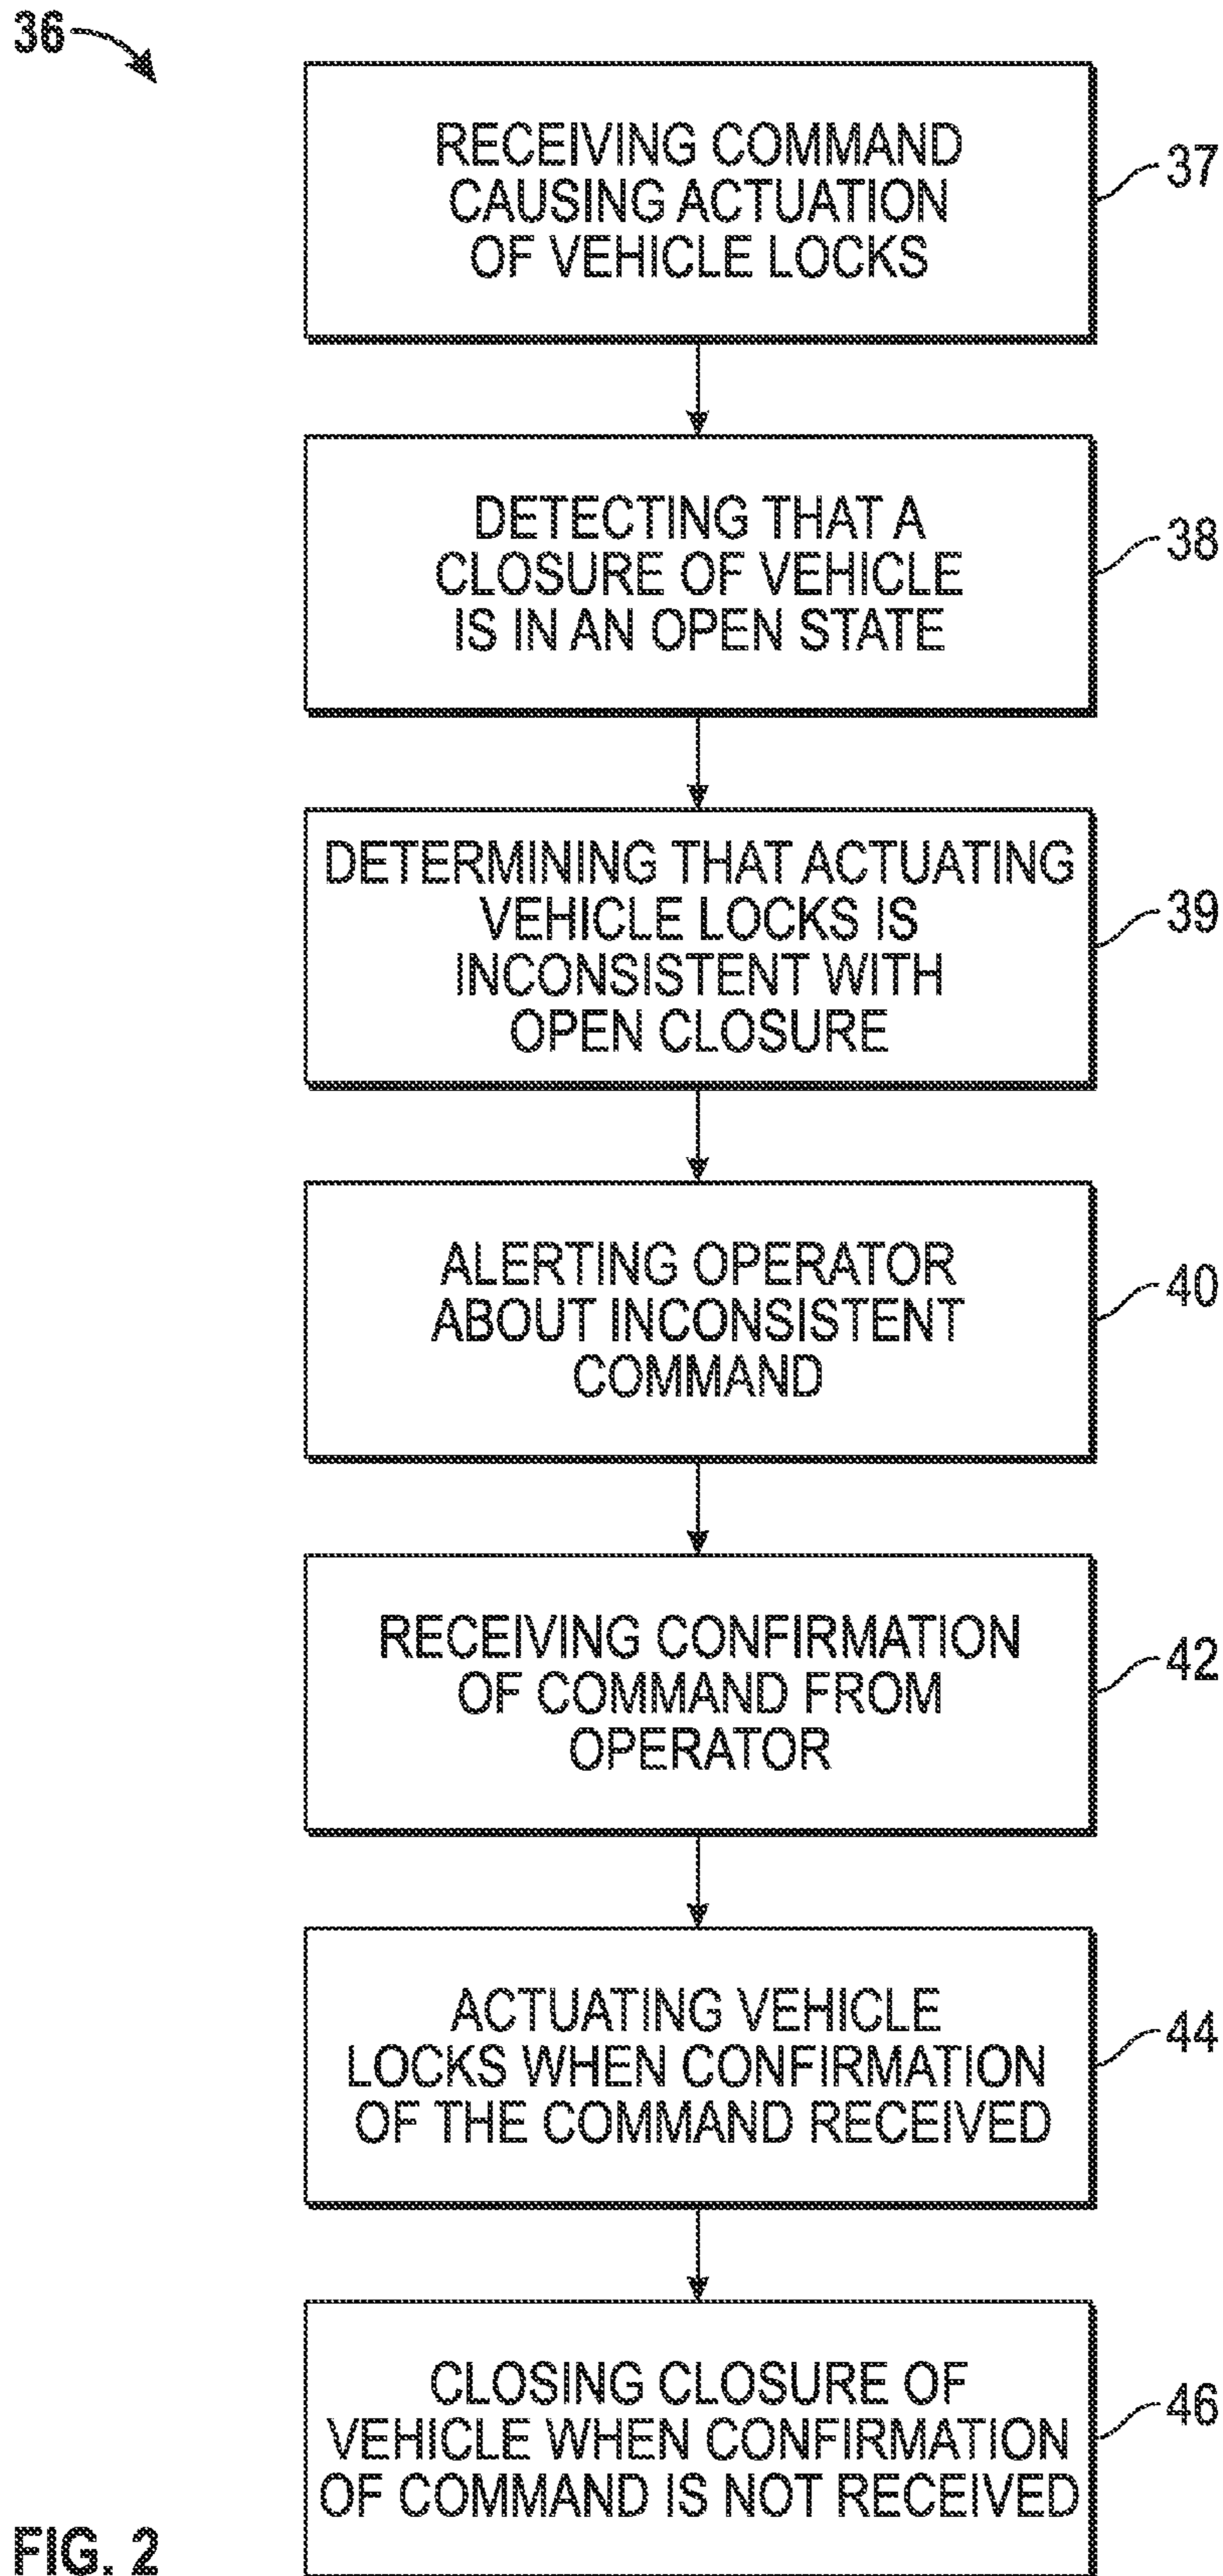 36
RECEIVING COMMAND
CAUSING ACTUATION
OF VEHICLE LOCKS
37
DETECTING THAT A
CLOSURE OF VEHICLE
IS IN AN OPEN STATE
38
DETERMINING THAT ACTUATING
VEHICLE LOCKS IS
INCONSISTENT WITH
OPEN CLOSURE
39
ALERTING OPERATOR
ABOUT INCONSISTENT
COMMAND
40
RECEIVING CONFIRMATION
OF COMMAND FROM
OPERATOR
42
ACTUATING VEHICLE
LOCKS WHEN CONFIRMATION
OF THE COMMAND RECEIVED
44
CLOSING CLOSURE OF
VEHICLE WHEN CONFIRMATION
OF COMMAND IS NOT RECEIVED
46
FIG. 2